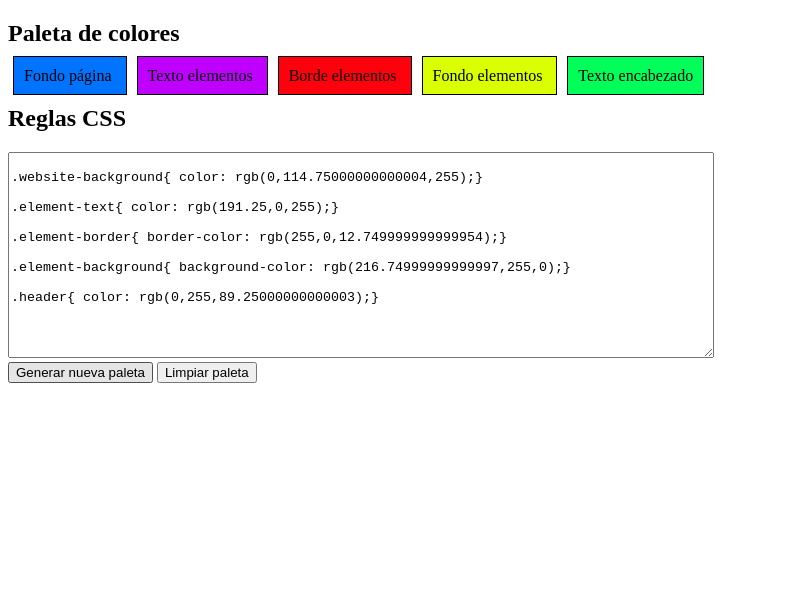 Paleta de colores
Fondo página Texto elementos Borde elementos Fondo elementos Texto encabezado
Reglas CSS
.website-background{ color: rgb(0,114.75000000000004,255);}
.element-text{ color: rgb(191.25,0,255);}
.element-border{ border-color: rgb(255,0,12.749999999999954);}
.element-background{ background-color: rgb(216.74999999999997,255,0);}
.header{ color: rgb(0,255,89.25000000000003);}
Generar nueva paleta Limpiar paleta